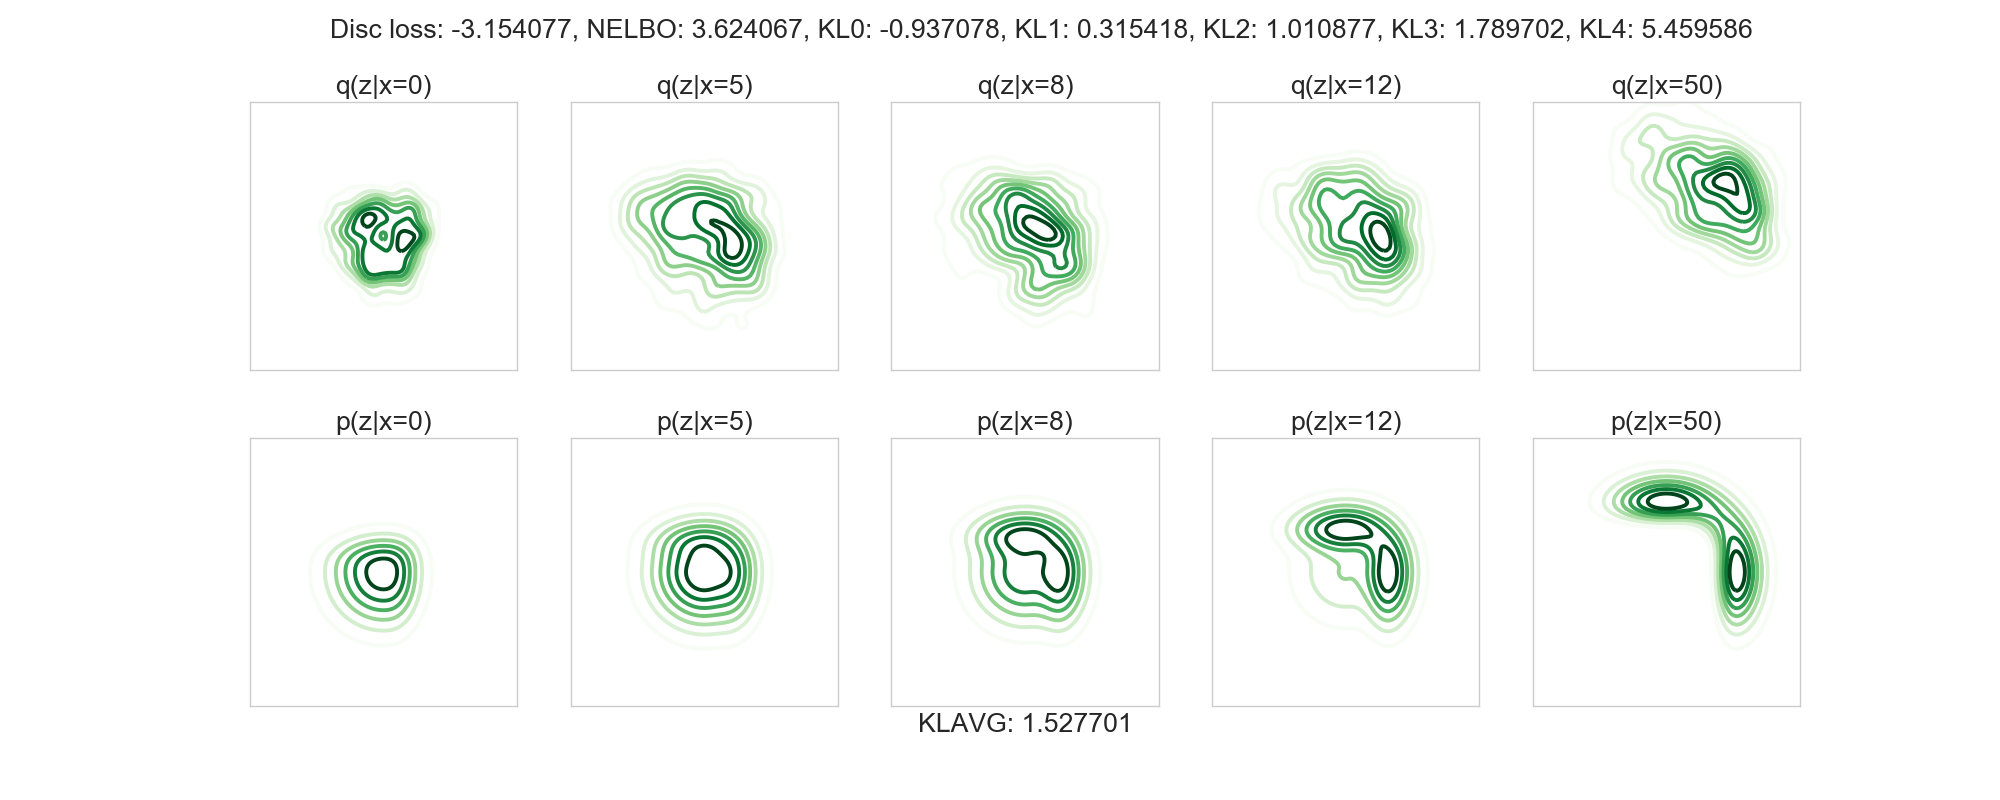 Disc loss: -3.154077, NELBO: 3.624067, KL0: -0.937078, KL1: 0.315418, KL2: 1.010877, KL3: 1.789702, KL4: 5.459586
q(z|x=0) q(z|x=5) q(z|x=8) q(z|x=12) q(z|x=50)
p(z|x=0) p(z|x=5) p(z|x=8) p(z|x=12) p(z|x=50)
KLAVG: 1.527701